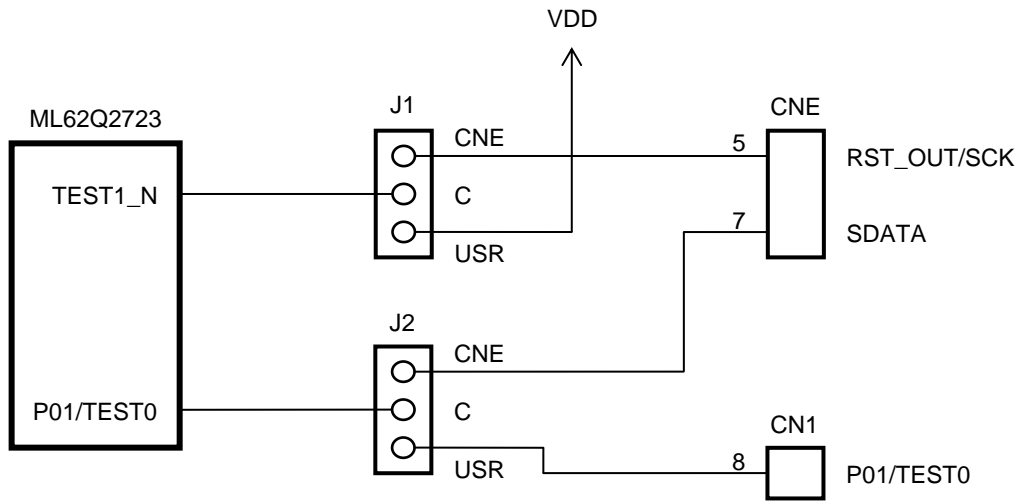 VDD
J1
CNE
ML62Q2723
CNE
5
RST_OUT/SCK
TEST1_N
C
7
SDATA
USR
J2
CNE
P01/TEST0
C
CN1
USR
8
P01/TEST0